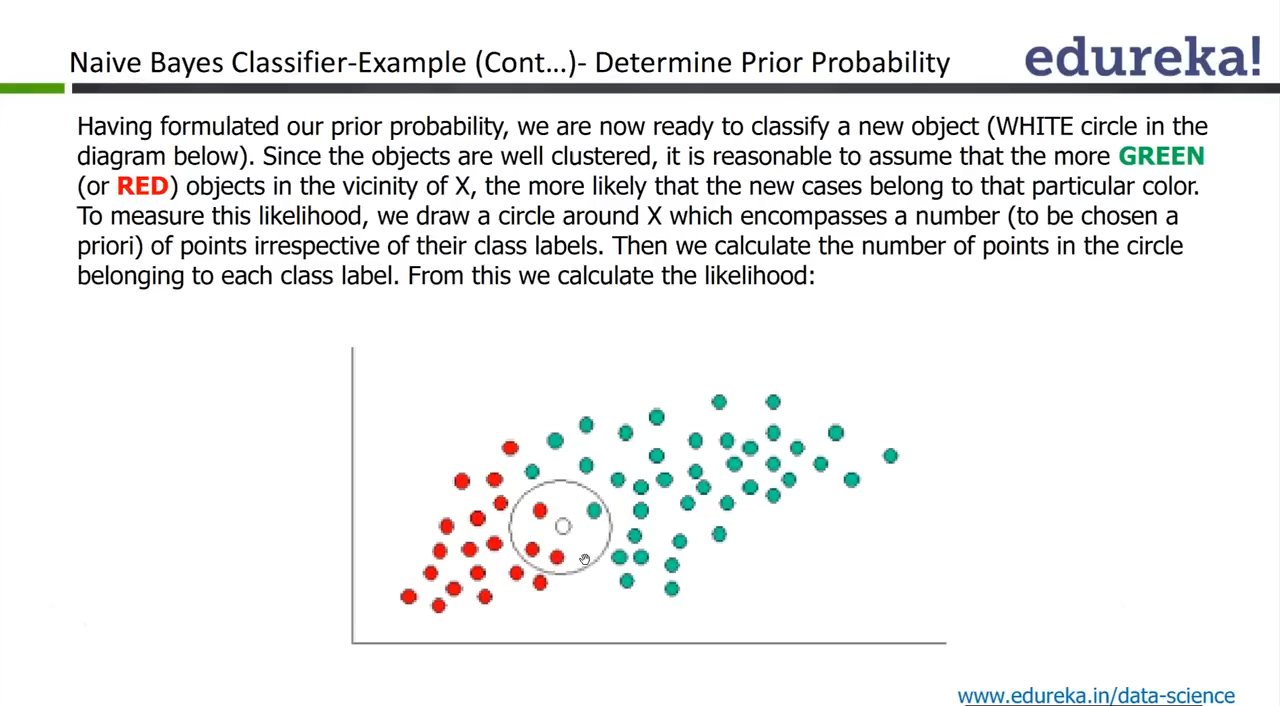 Naive Bayes Classifier-Example (Cont...)- Determine Prior Probability
edureka!
Having formulated our prior probability, we are now ready to classify a new object (WHITE circle in the
diagram below). Since the objects are well clustered, it is reasonable to assume that the more GREEN
(or RED) objects in the vicinity of X, the more likely that the new cases belong to that particular color.
To measure this likelihood, we draw a circle around X which encompasses a number (to be chosen a
priori) of points irrespective of their class labels. Then we calculate the number of points in the circle
belonging to each class label. From this we calculate the likelihood:
www.edureka.in/data-science